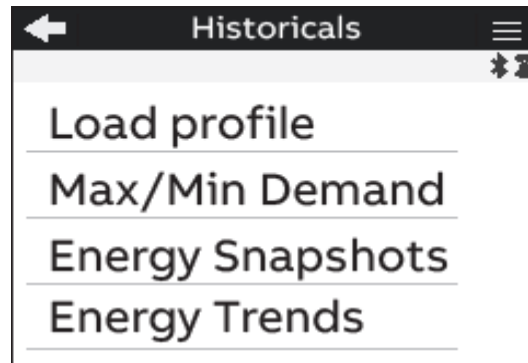 Historicals
Load profile
Max/Min Demand
Energy Snapshots
Energy Trends